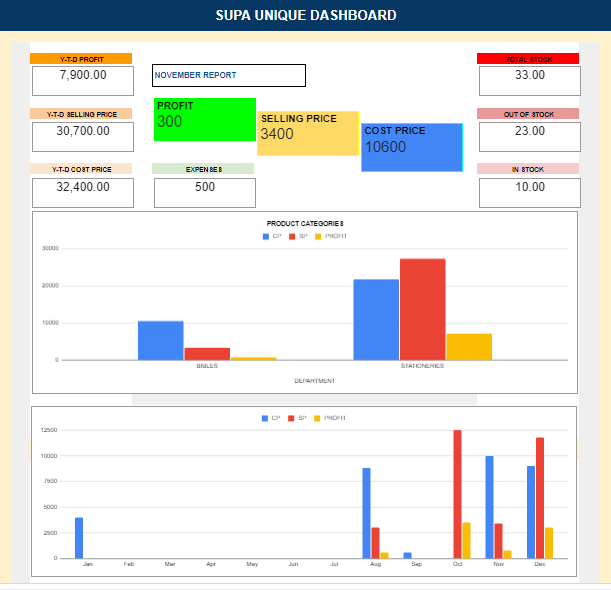 SUPA UNIQUE DASHBOARD
Y-T-D PROFIT
7,900.00
NOVEMBER REPORT
TOTAL STOCK
33.00
PROFIT
300
Y-T-D SELLING PRICE
30,700.00
SELLING PRICE
3400
COST PRICE
10600
OUT OF STOCK
23.00
Y-T-D COST PRICE
32,400.00
EXPENSES
500
IN STOCK
10.00
PRODUCT CATEGORIES
CP SP PROFIT
30000
20000
10000
0
BIBLES STATIONERIES
DEPARTMENT
CP SP PROFIT
12500
10000
7500
5000
2500
0
Jan Feb Mar Apr May Jun Jul Aug Sep Oct Nov Dec